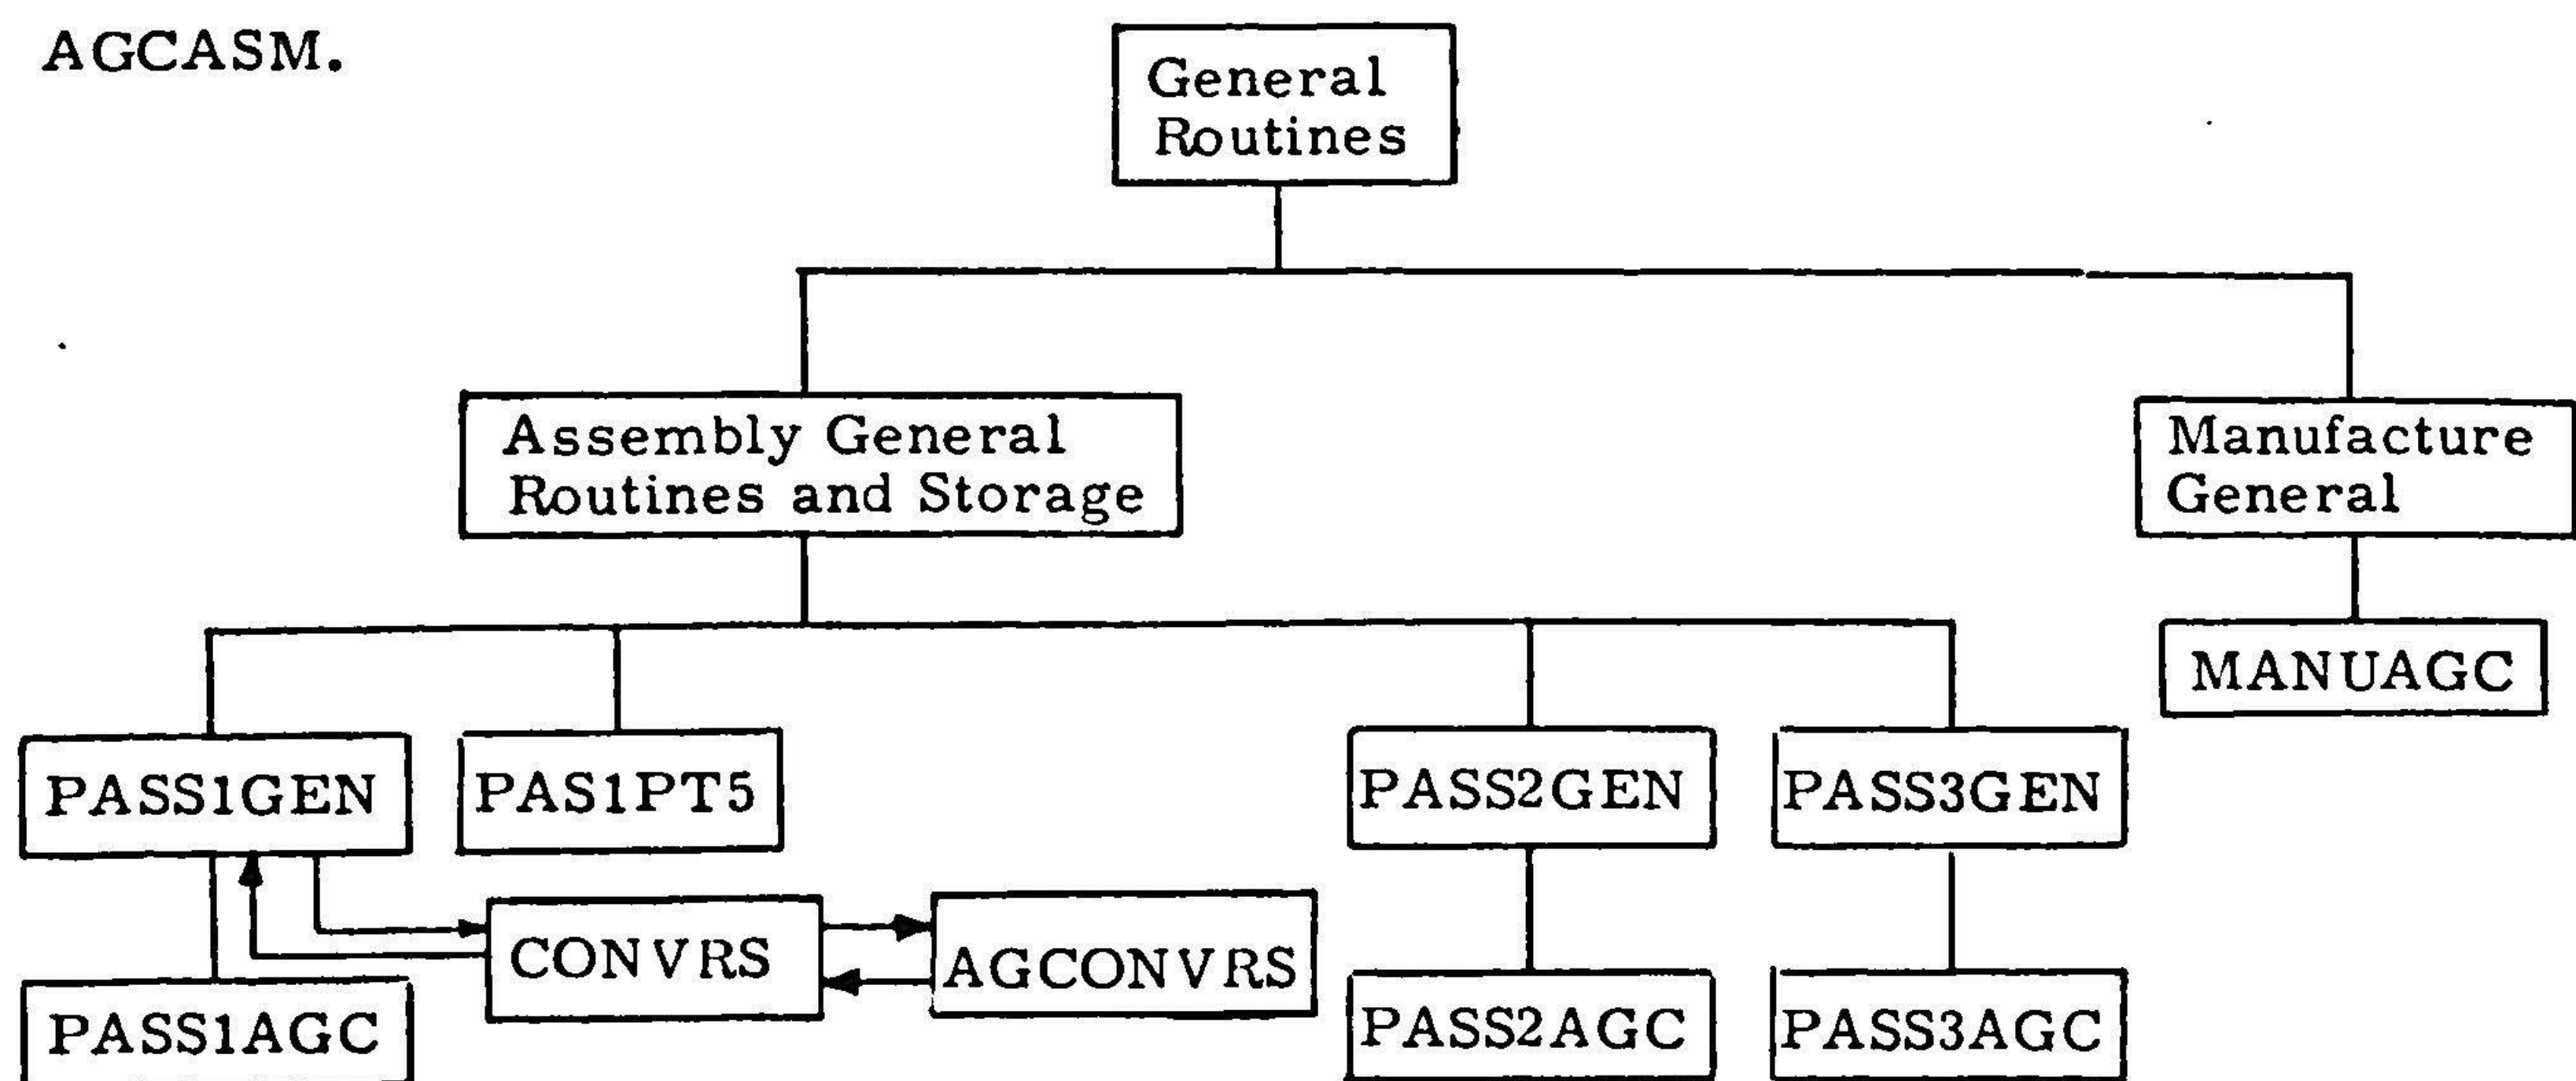 AGCASM.
General
Routines
Assembly General
Routines and Storage
Manufacture
General
MANUAGC
PASS1GEN
PAS1PT5
PASS2GEN
PASS3GEN
CONVRS
AGCONVRS
PASS1AGC
PASS2AGC
PASS3AGC